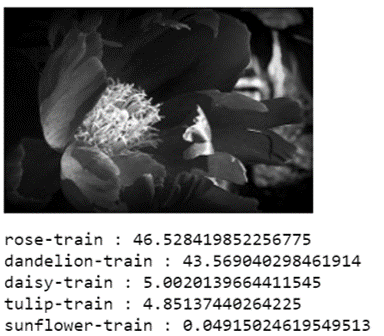 rose-train : 46.528419852256775
dandelion-train : 43.569040298461914
daisy-train : 5.0020139664411545
tulip-train : 4.85137440264225
sunflower-train : 0.04915024619549513